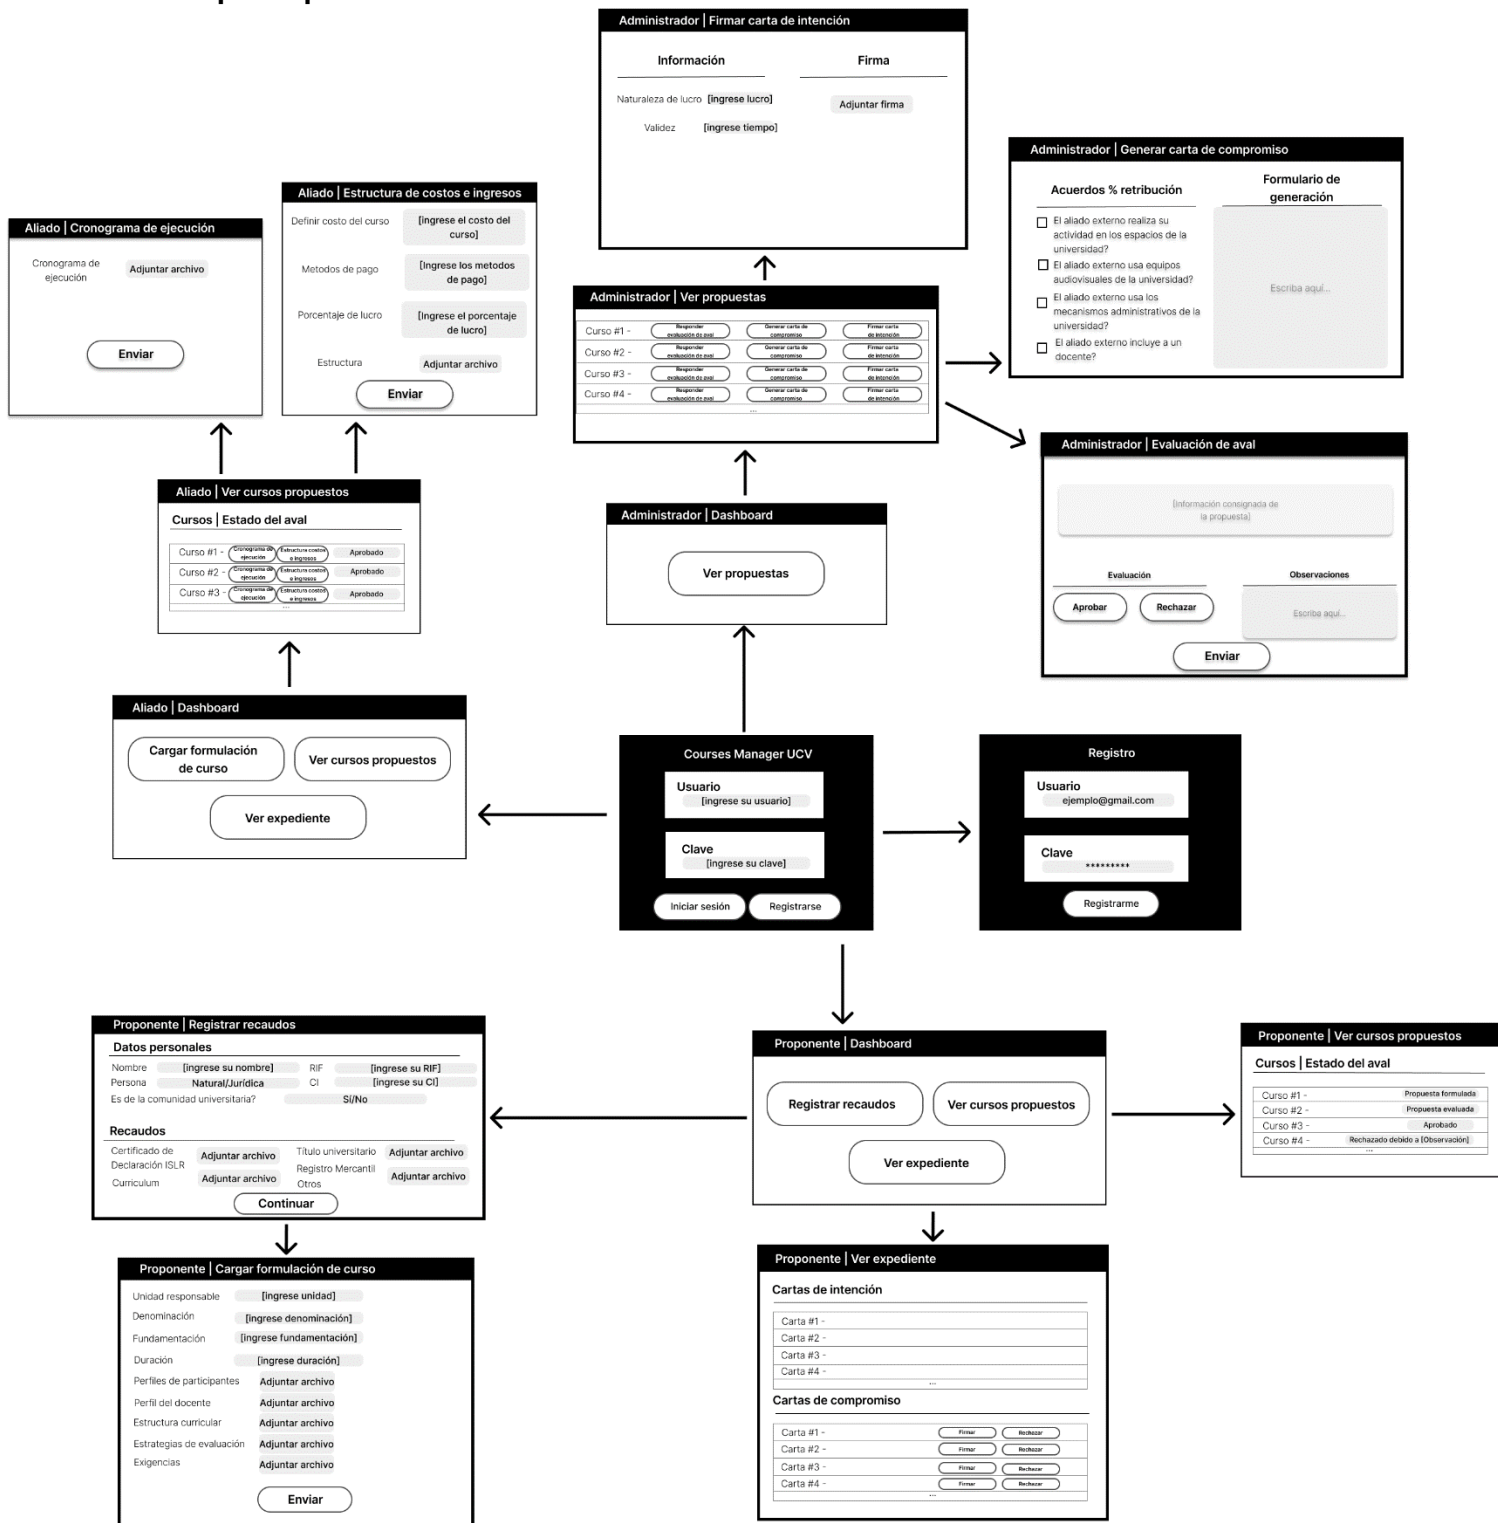 Administrador | Firmar carta de intención
Información
Firma
Naturaleza de lucro [ingrese lucro]
Adjuntar firma
Validez [ingrese tiempo]
Administrador | Generar carta de compromiso
Acuerdos % retribución
Formulario de
generación
El aliado externo realiza su
actividad en los espacios de la
universidad?
El aliado externo usa equipos
audiovisuales de la universidad?
El aliado externo usa los
mecanismos administrativos de la
universidad?
El aliado externo incluye a un
docente?
Escriba aquí...
Aliado | Estructura de costos e ingresos
Definir costo del curso [ingrese el costo del
curso]
Metodos de pago [Ingrese los metodos
de pago]
Porcentaje de lucro [Ingrese el porcentaje
de lucro]
Estructura Adjuntar archivo
Enviar
Aliado | Cronograma de ejecución
Cronograma de
ejecución
Adjuntar archivo
Enviar
Administrador | Ver propuestas
Curso #1 - Responder
evaluación de aval
Generar carta de
compromiso
Firmar carta
de intención
Curso #2 - Responder
evaluación de aval
Generar carta de
compromiso
Firmar carta
de intención
Curso #3 - Responder
evaluación de aval
Generar carta de
compromiso
Firmar carta
de intención
Curso #4 - Responder
evaluación de aval
Generar carta de
compromiso
Firmar carta
de intención
...
Administrador | Evaluación de aval
[Información consignada de
la propuesta]
Evaluación
Observaciones
Aprobar Rechazar
Escriba aquí...
Enviar
Aliado | Ver cursos propuestos
Cursos | Estado del aval
Curso #1 - Cronograma de
ejecución
Estructura costos
e ingresos
Aprobado
Curso #2 - Cronograma de
ejecución
Estructura costos
e ingresos
Aprobado
Curso #3 - Cronograma de
ejecución
Estructura costos
e ingresos
Aprobado
...
Administrador | Dashboard
Ver propuestas
Aliado | Dashboard
Cargar formulación
de curso
Ver cursos propuestos
Ver expediente
Courses Manager UCV
Usuario
[ingrese su usuario]
Clave
[ingrese su clave]
Iniciar sesión Registrarse
Registro
Usuario
ejemplo@gmail.com
Clave
*********
Registrarme
Proponente | Registrar recaudos
Datos personales
Nombre [ingrese su nombre] RIF [ingrese su RIF]
Persona Natural/Jurídica CI [ingrese su CI]
Es de la comunidad universitaria? Sí/No
Recaudos
Certificado de
Declaración ISLR
Adjuntar archivo
Título universitario Adjuntar archivo
Curriculum Adjuntar archivo
Registro Mercantil
Otros
Adjuntar archivo
Continuar
Proponente | Dashboard
Registrar recaudos Ver cursos propuestos
Ver expediente
Proponente | Ver cursos propuestos
Cursos | Estado del aval
Curso #1 - Propuesta formulada
Curso #2 - Propuesta evaluada
Curso #3 - Aprobado
Curso #4 - Rechazado debido a [Observación]
...
Proponente | Cargar formulación de curso
Unidad responsable [ingrese unidad]
Denominación [ingrese denominación]
Fundamentación [ingrese fundamentación]
Duración [ingrese duración]
Perfiles de participantes Adjuntar archivo
Perfil del docente Adjuntar archivo
Estructura curricular Adjuntar archivo
Estrategias de evaluación Adjuntar archivo
Exigencias Adjuntar archivo
Enviar
Proponente | Ver expediente
Cartas de intención
Carta #1 -
Carta #2 -
Carta #3 -
Carta #4 -
...
Cartas de compromiso
Carta #1 - Firmar Rechazar
Carta #2 - Firmar Rechazar
Carta #3 - Firmar Rechazar
Carta #4 - Firmar Rechazar
...